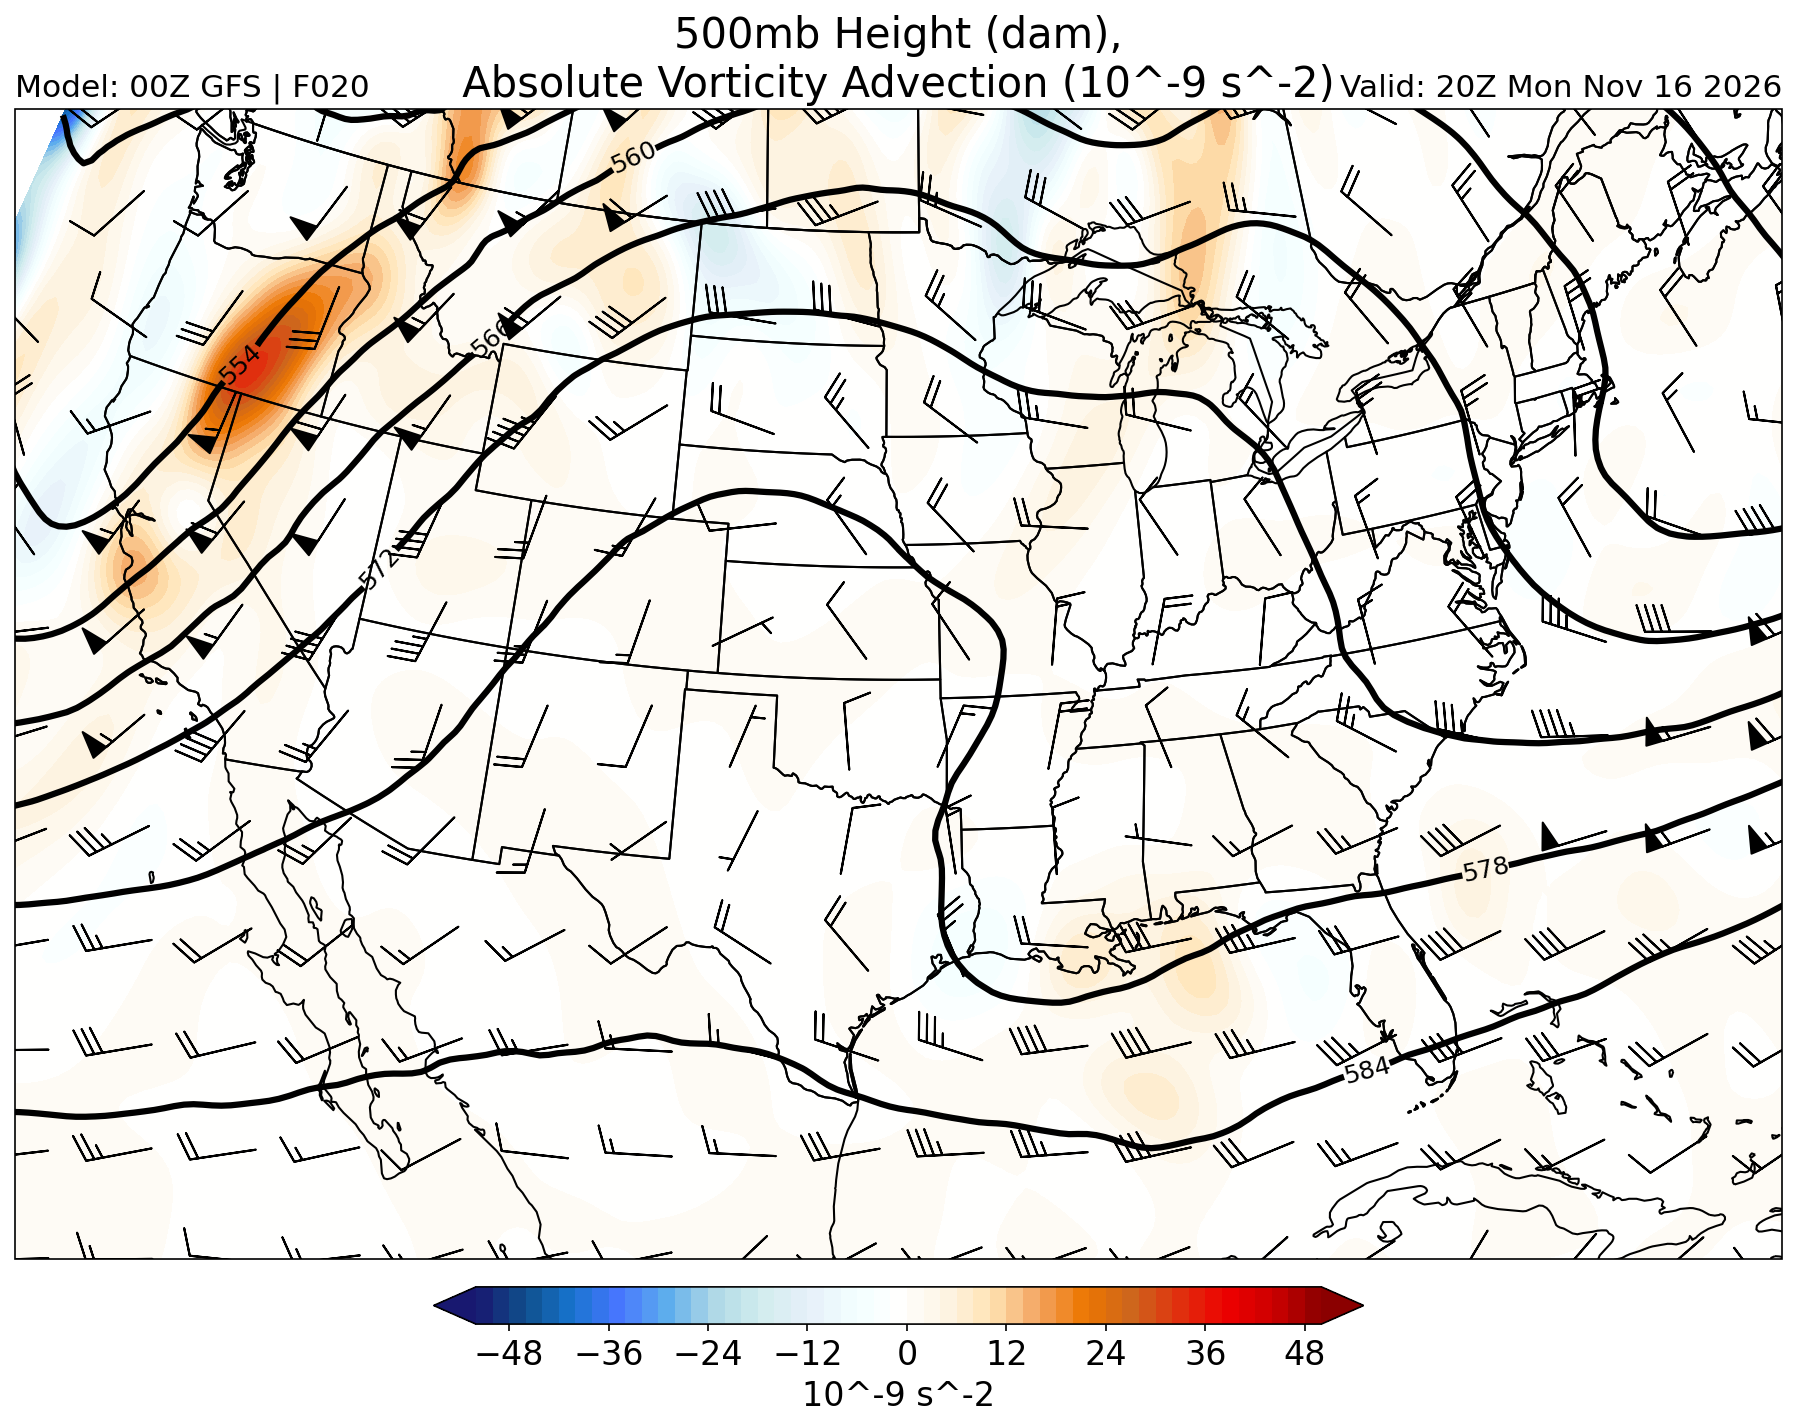 500mb Height (dam),
Model: 00Z GFS | F020
Absolute Vorticity Advection (10^-9 s^-2)
Valid: 20Z Mon Nov 16 2026
560
566
554
572
578
584
−48 −36 −24 −12 0 12 24 36 48
10^-9 s^-2